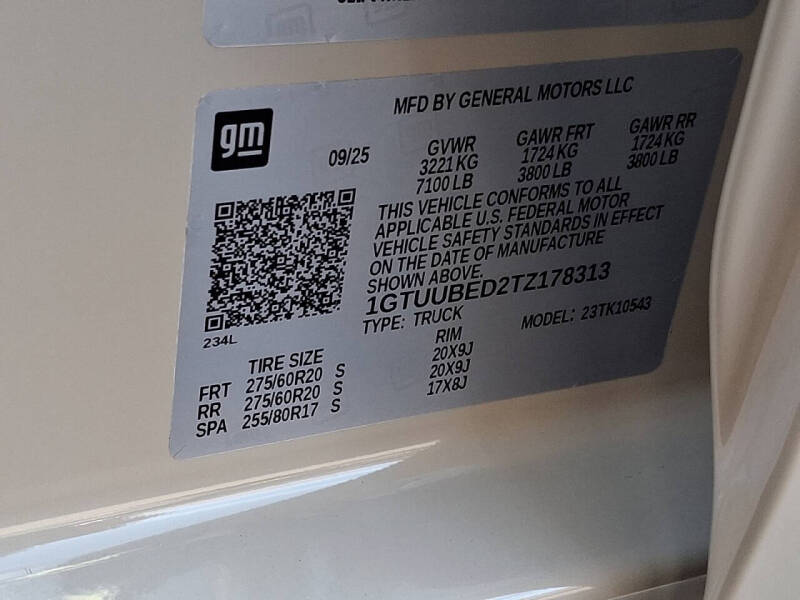 MFD BY GENERAL MOTORS LLC
gm
09/25
GVWR GAWR FRT GAWR RR
3221 KG 1724 KG 1724 KG
7100 LB 3800 LB 3800 LB
THIS VEHICLE CONFORMS TO ALL
APPLICABLE U.S. FEDERAL MOTOR
VEHICLE SAFETY STANDARDS IN EFFECT
ON THE DATE OF MANUFACTURE
SHOWN ABOVE.
1GTUUBED2TZ178313
TYPE: TRUCK MODEL: 23TK10543
234L
TIRE SIZE RIM
FRT 275/60R20 S 20X9J
RR 275/60R20 S 20X9J
SPA 255/80R17 S 17X8J